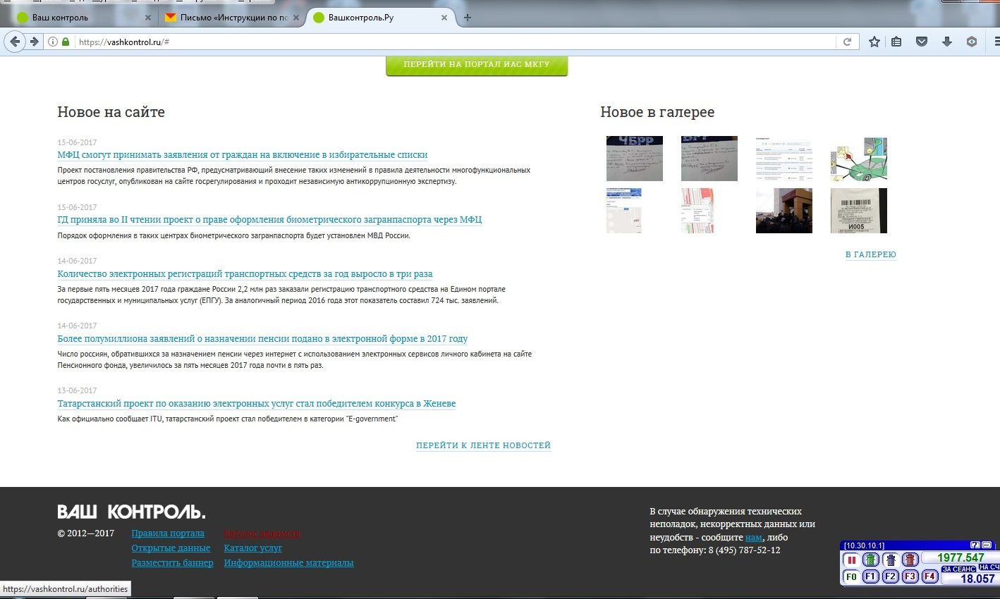 Ваш контроль
Письмо «Инструкции по по
Вашконтроль.Ру
https://vashkontrol.ru/#
ПЕРЕЙТИ НА ПОРТАЛ ИАС МКГУ
Новое на сайте
15-06-2017
МФЦ смогут принимать заявления от граждан на включение в избирательные списки
Проект постановления правительства РФ, предусматривающий внесение таких изменений в правила деятельности многофункциональных
центров госуслуг, опубликован на сайте госрегулирования и проходит независимую антикоррупционную экспертизу.
15-06-2017
ГД приняла во II чтении проект о праве оформления биометрического загранпаспорта через МФЦ
Порядок оформления в таких центрах биометрического загранпаспорта будет установлен МВД России.
14-06-2017
Количество электронных регистраций транспортных средств за год выросло в три раза
За первые пять месяцев 2017 года граждане России 2,2 млн раз заказали регистрацию транспортного средства на Едином портале
государственных и муниципальных услуг (ЕПГУ). За аналогичный период 2016 года этот показатель составил 724 тыс. заявлений.
14-06-2017
Более полумиллиона заявлений о назначении пенсии подано в электронной форме в 2017 году
Число россиян, обратившихся за назначением пенсии через интернет с использованием электронных сервисов личного кабинета на сайте
Пенсионного фонда, увеличилось за пять месяцев 2017 года почти в пять раз.
13-06-2017
Татарстанский проект по оказанию электронных услуг стал победителем конкурса в Женеве
Как официально сообщает ITU, татарстанский проект стал победителем в категории "E-government"
ПЕРЕЙТИ К ЛЕНТЕ НОВОСТЕЙ
Новое в галерее
ЧБРР
И005
В ГАЛЕРЕЮ
ВАШ КОНТРОЛЬ.
© 2012—2017
Правила портала
Каталог ведомств
Открытые данные
Каталог услуг
Разместить баннер
Информационные материалы
В случае обнаружения технических
неполадок, некорректных данных или
неудобств - сообщите нам, либо
по телефону: 8 (495) 787-52-12
[10.30.10.1]
1977.547
ЗА СЕАНС
НА СЧ
F0 F1 F2 F3 F4
18.057
https://vashkontrol.ru/authorities